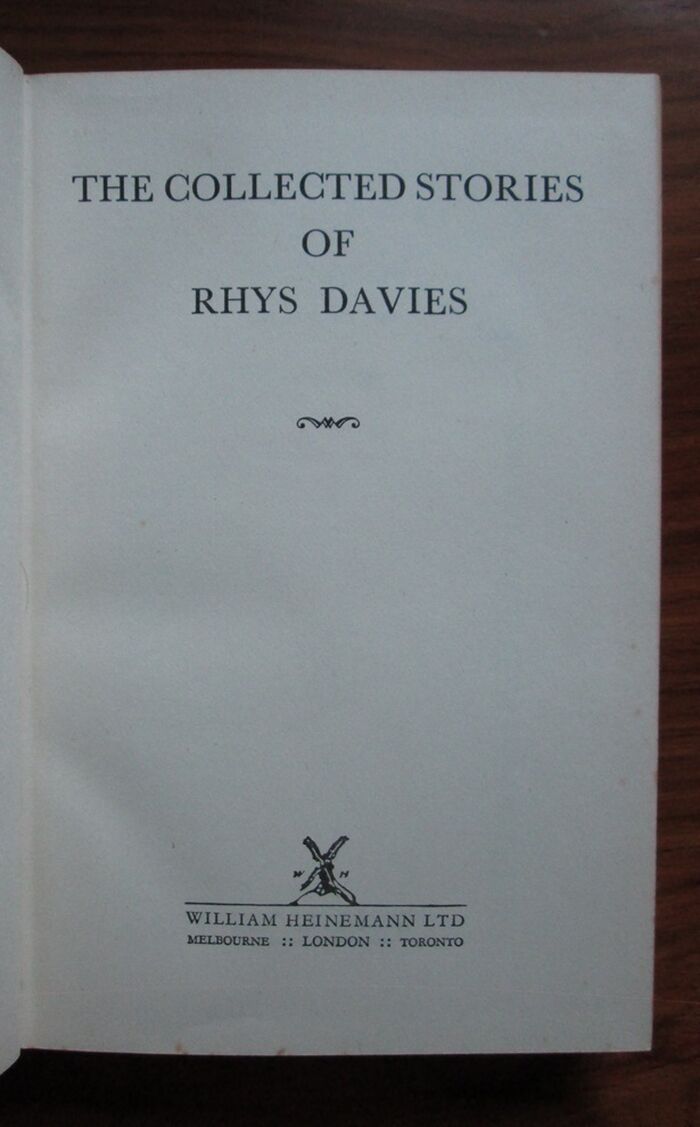 THE COLLECTED STORIES
OF
RHYS DAVIES
W H
WILLIAM HEINEMANN LTD
MELBOURNE :: LONDON :: TORONTO